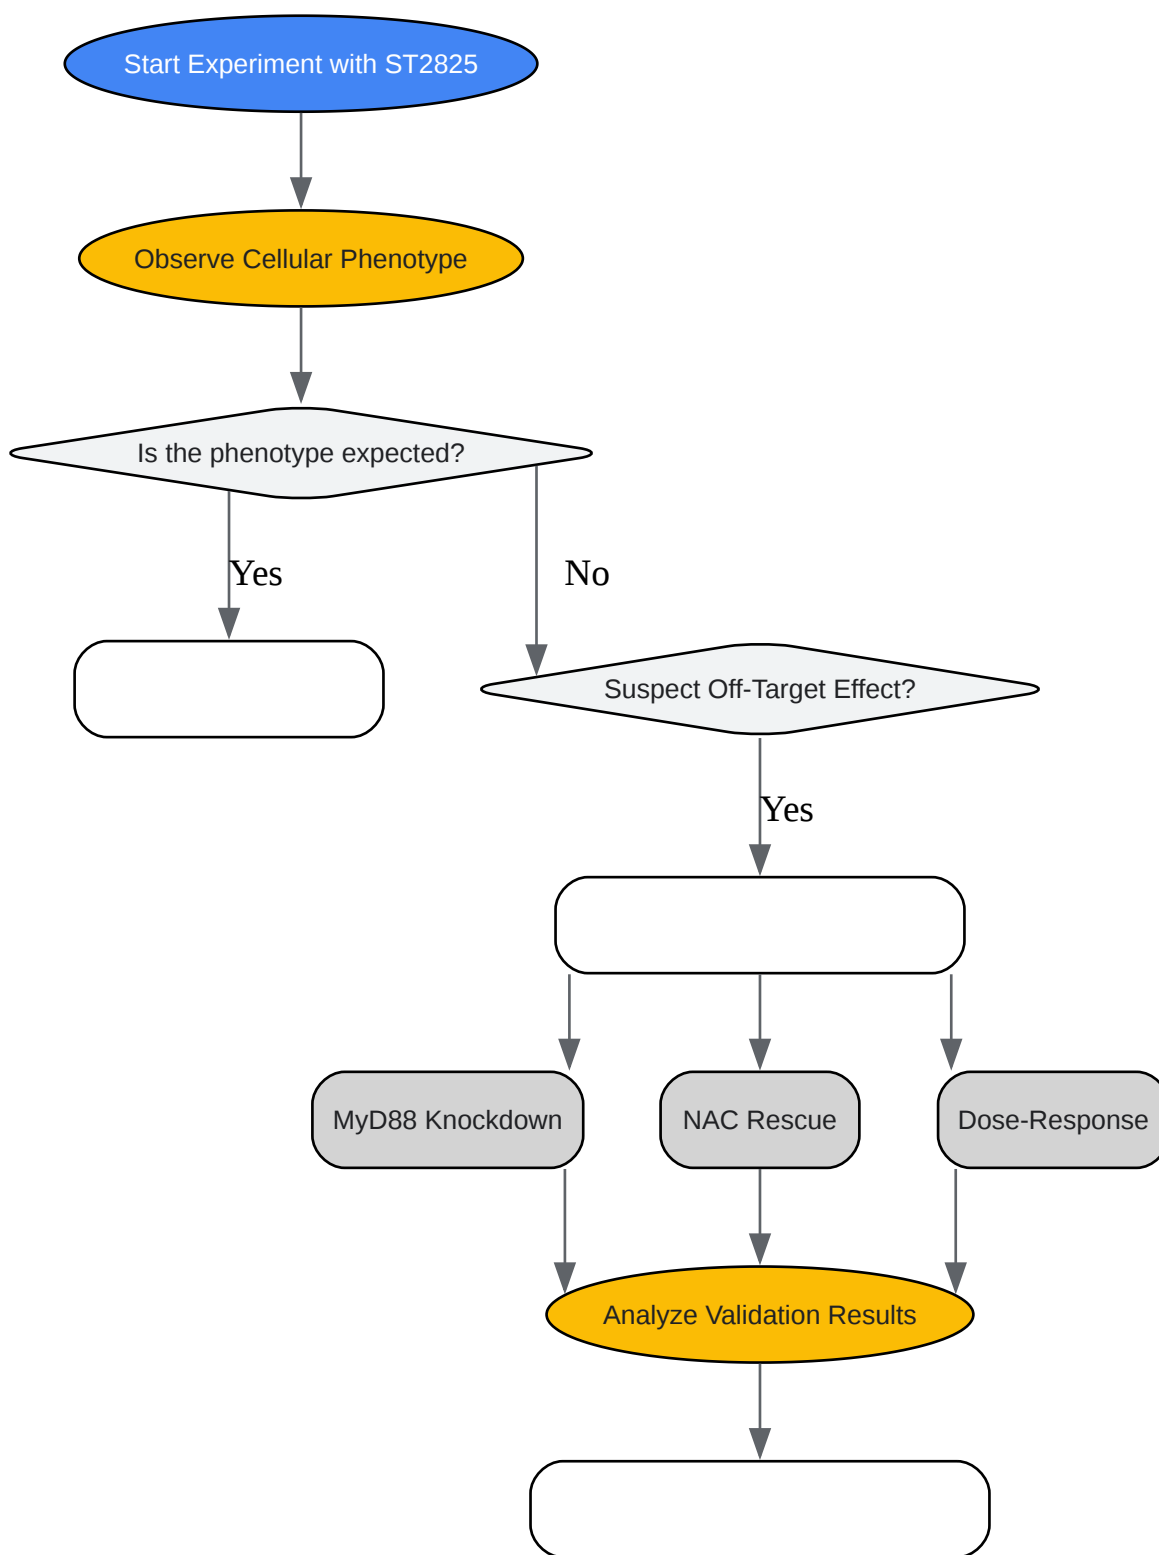 Start Experiment with ST2825
Observe Cellular Phenotype
Is the phenotype expected?
Yes
No
Suspect Off-Target Effect?
Yes
MyD88 Knockdown
NAC Rescue
Dose-Response
Analyze Validation Results